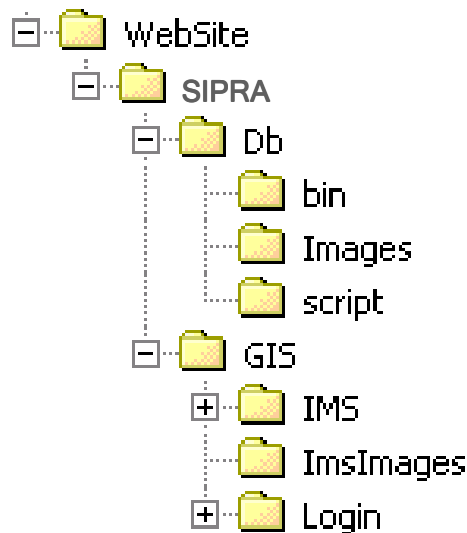 WebSite
SIPRA
Db
bin
Images
script
GIS
IMS
ImsImages
Login